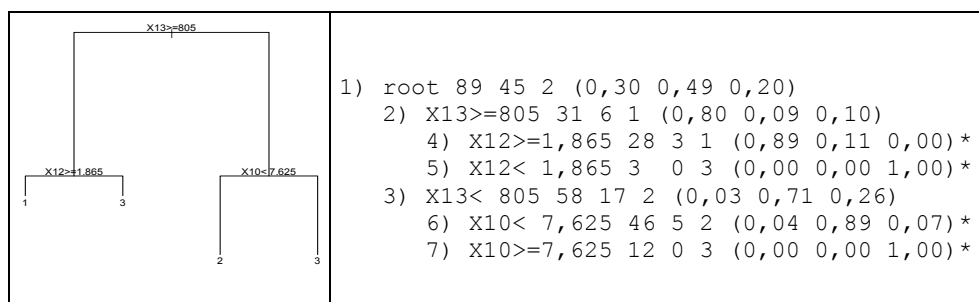 X13>=805
X12>=1.865
X10< 7.625
1
3
2
3
1) root 89 45 2 (0,30 0,49 0,20)
2) X13>=805 31 6 1 (0,80 0,09 0,10)
4) X12>=1,865 28 3 1 (0,89 0,11 0,00)*
5) X12< 1,865 3 0 3 (0,00 0,00 1,00)*
3) X13< 805 58 17 2 (0,03 0,71 0,26)
6) X10< 7,625 46 5 2 (0,04 0,89 0,07)*
7) X10>=7,625 12 0 3 (0,00 0,00 1,00)*